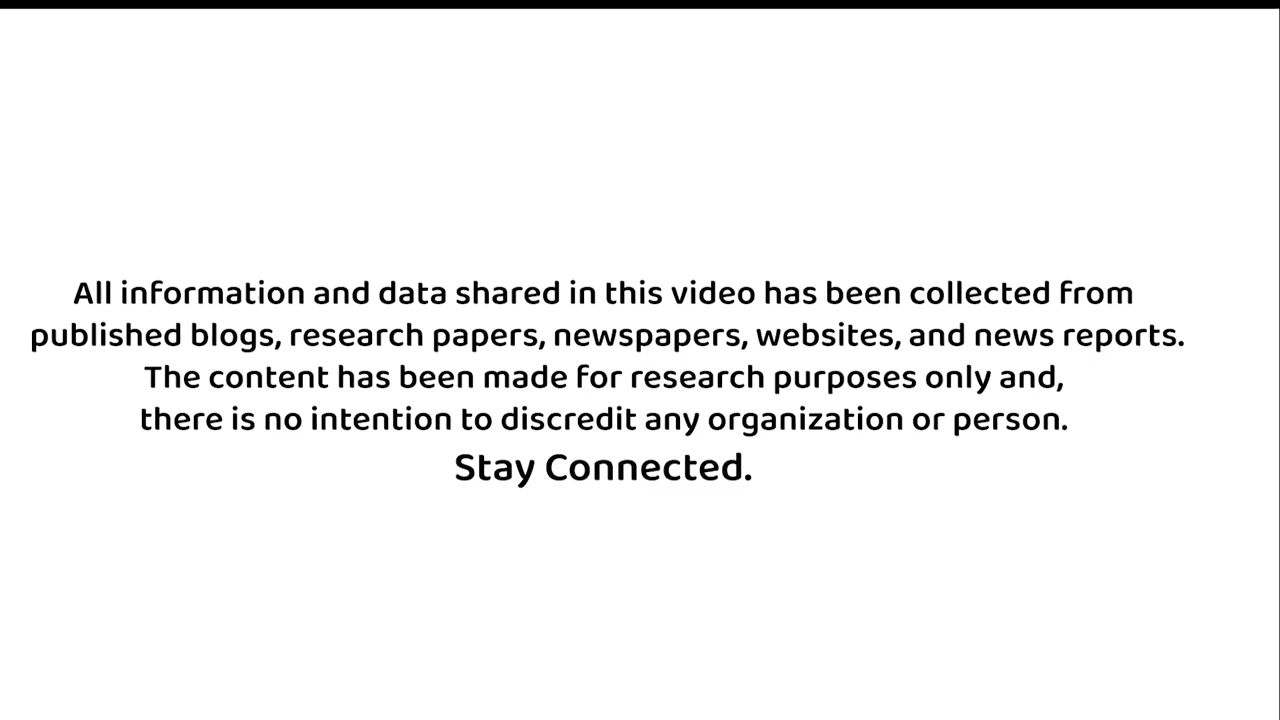 All information and data shared in this video has been collected from
published blogs, research papers, newspapers, websites, and news reports.
The content has been made for research purposes only and,
there is no intention to discredit any organization or person.
Stay Connected.